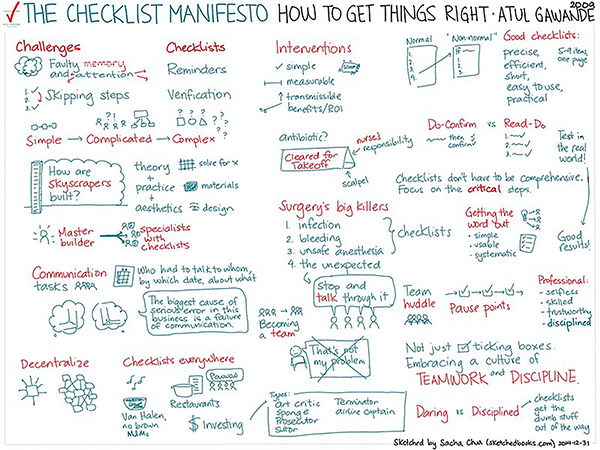 THE CHECKLIST MANIFESTO HOW TO GET THINGS RIGHT · ATUL GAWANDE
2009
Challenges
Faulty memory
and attention
1. Skipping steps
2.
3.
Simple → Complicated → Complex
? ? ?
Checklists
Reminders
Verification
Interventions
✓ simple
measurable
transmissible
benefits/ROI
soap
Normal
1.
2.
3.
4.
"Non-normal"
1.
2.
3.
Good checklists:
precise,
efficient,
short,
easy to use,
practical
5-9 items,
one page
How are
skyscrapers
built?
theory
+
practice
+
aesthetics
solve for x
materials
design
antibiotic?
nurse's
responsibility
Cleared for
Takeoff
scalpel
Do-Confirm vs Read-Do
then
confirm
1.
2.
3.
Test in
the real
world!
Checklists don't have to be comprehensive.
Focus on the critical steps.
Master
builder
specialists
with
checklists
Surgery's big killers
1. infection
2. bleeding
3. unsafe anesthesia
4. the unexpected
checklists
Getting the
word out
- simple
- usable
- systematic
Good
results!
Communication
tasks
Who had to talk to whom,
by which date, about what
The biggest cause of
serious error in this
business is a failure
of communication.
Becoming
a team
Stop and
talk through it
Team
huddle
Pause points
Professional:
- selfless
- skilled
- trustworthy
- disciplined
That's not
my problem
Not just ☑ ticking boxes.
Embracing a culture of
TEAMWORK and DISCIPLINE.
Decentralize
Checklists everywhere
Van Halen,
no brown
M&Ms
Restaurants
$ Investing
Types:
art critic
sponge
Prosecutor
suitor
Terminator
airline captain
Daring vs Disciplined
checklists
get the
dumb stuff
out of the way
Sketched by Sacha Chua (sketchedbooks.com) 2014-12-31